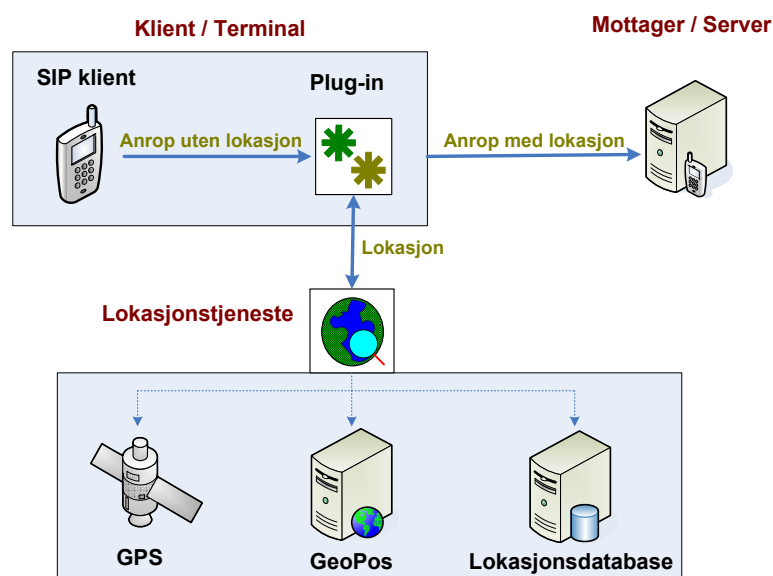 Klient / Terminal
Mottager / Server
SIP klient
Plug-in
Anrop uten lokasjon
Anrop med lokasjon
Lokasjon
Lokasjonstjeneste
GPS
GeoPos
Lokasjonsdatabase